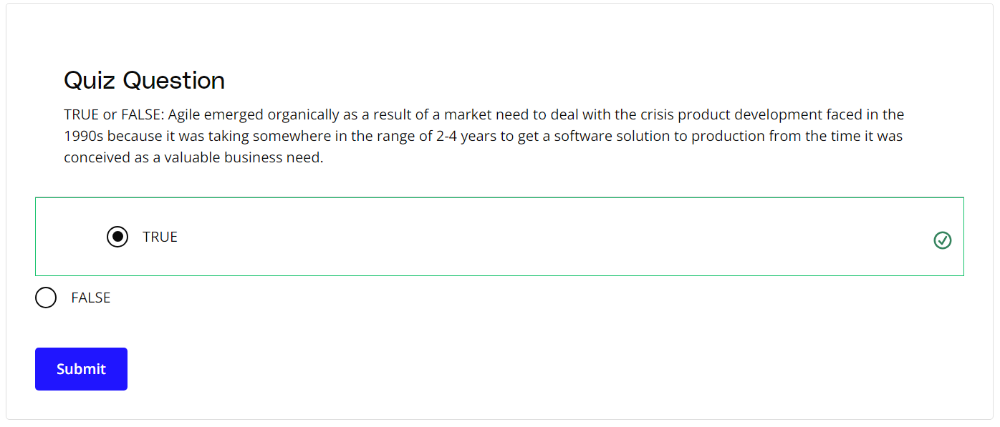 Quiz Question
TRUE or FALSE: Agile emerged organically as a result of a market need to deal with the crisis product development faced in the
1990s because it was taking somewhere in the range of 2-4 years to get a software solution to production from the time it was
conceived as a valuable business need.
TRUE
FALSE
Submit